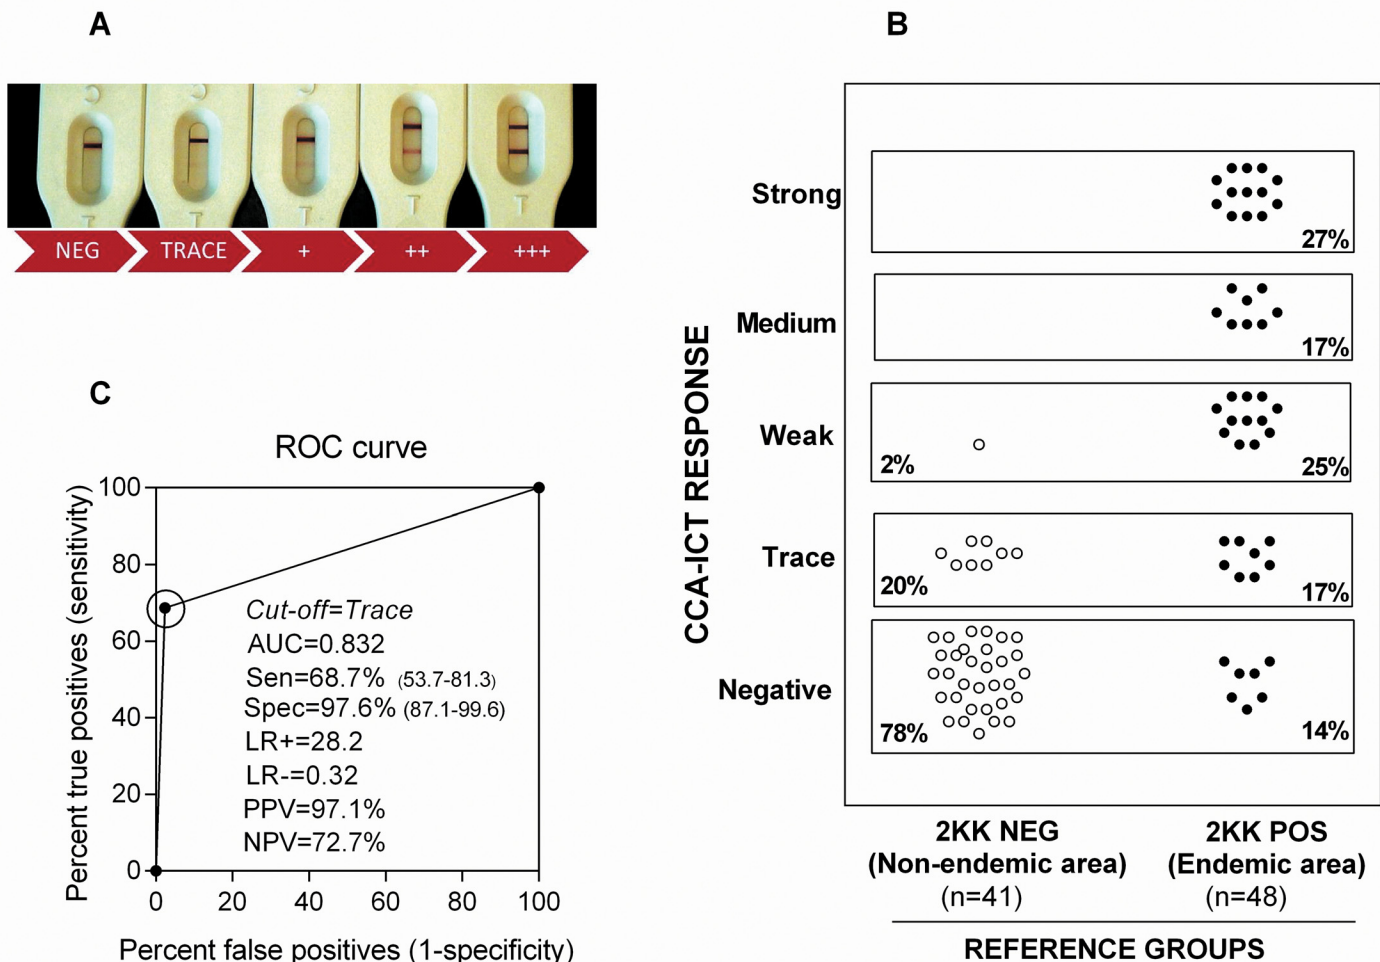 A
C
C
C
C
C
T
T
T
T
T
NEG
TRACE
+
++
+++
B
CCA-ICT RESPONSE
Strong
27%
Medium
17%
Weak
2%
25%
Trace
20%
17%
Negative
78%
14%
2KK NEG
(Non-endemic area)
(n=41)
2KK POS
(Endemic area)
(n=48)
REFERENCE GROUPS
C
ROC curve
Percent true positives (sensitivity)
100
80
60
40
20
0
Cut-off=Trace
AUC=0.832
Sen=68.7% (53.7-81.3)
Spec=97.6% (87.1-99.6)
LR+=28.2
LR-=0.32
PPV=97.1%
NPV=72.7%
0 20 40 60 80 100
Percent false positives (1-specificity)